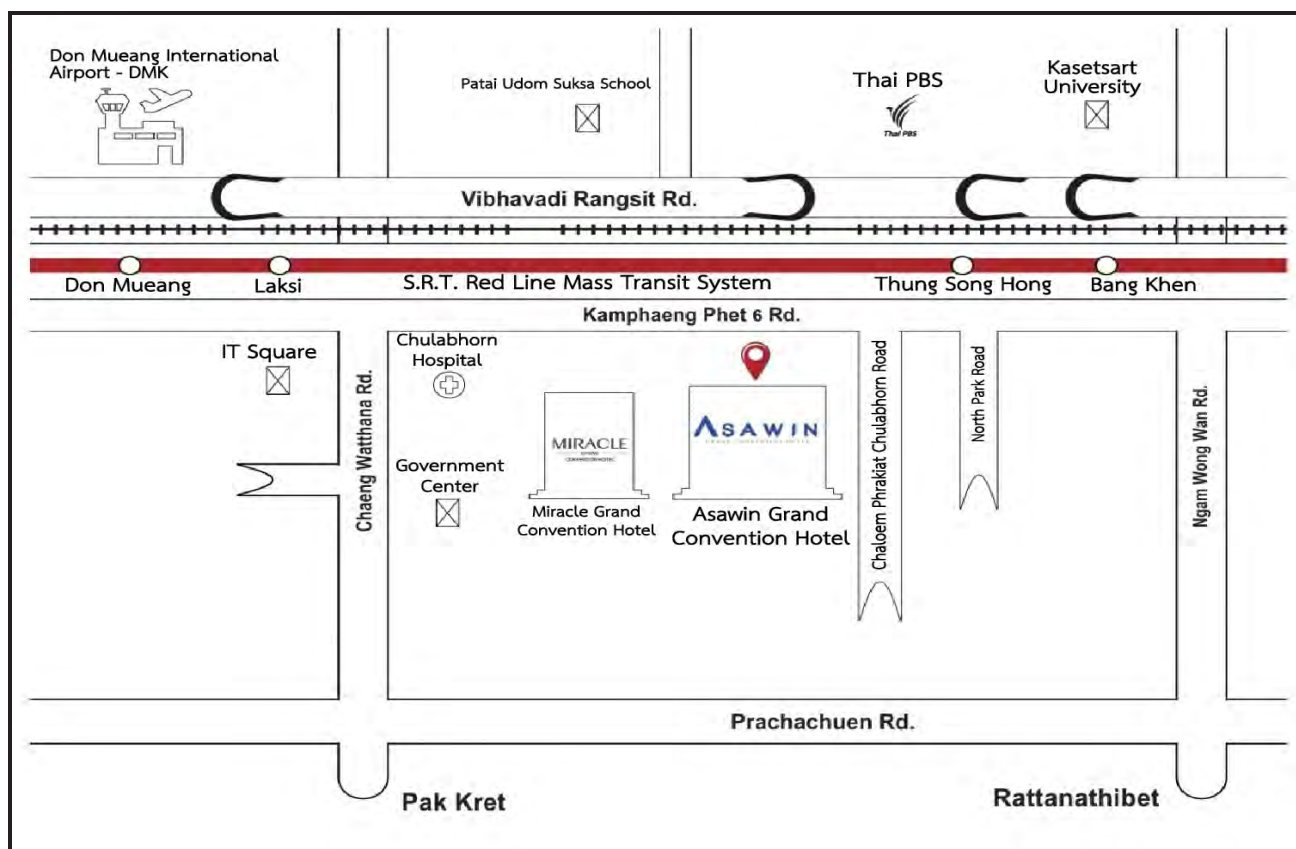 Don Mueang International
Airport - DMK
Patai Udom Suksa School
Thai PBS
Thai PBS
Kasetsart
University
Vibhavadi Rangsit Rd.
Don Mueang
Laksi
S.R.T. Red Line Mass Transit System
Thung Song Hong
Bang Khen
Kamphaeng Phet 6 Rd.
IT Square
Chaeng Watthana Rd.
Chulabhorn
Hospital
Government
Center
MIRACLE
Miracle Grand
Convention Hotel
ASAWIN
Asawin Grand
Convention Hotel
Chaloem Phrakiat Chulabhorn Road
North Park Road
Ngam Wong Wan Rd.
Prachachuen Rd.
Pak Kret
Rattanathibet